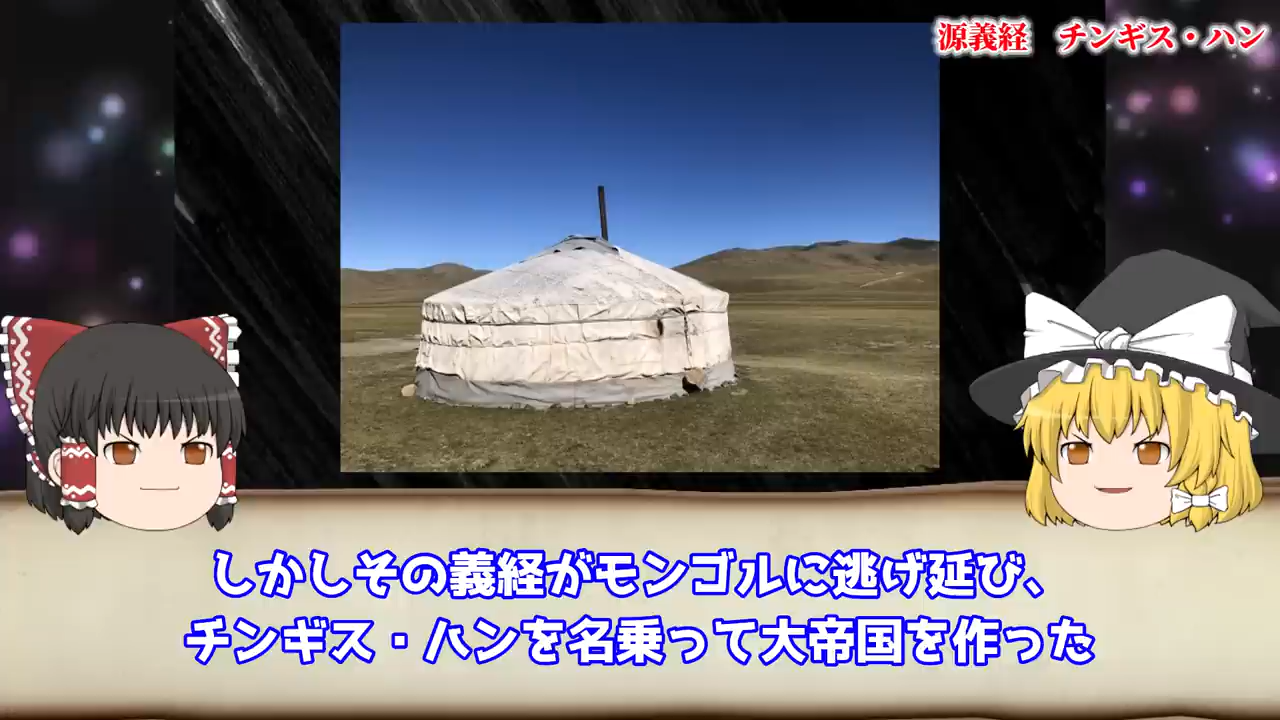 源義経　チンギス・ハン
しかしその義経がモンゴルに逃げ延び、
チンギス・ハンを名乗って大帝国を作った